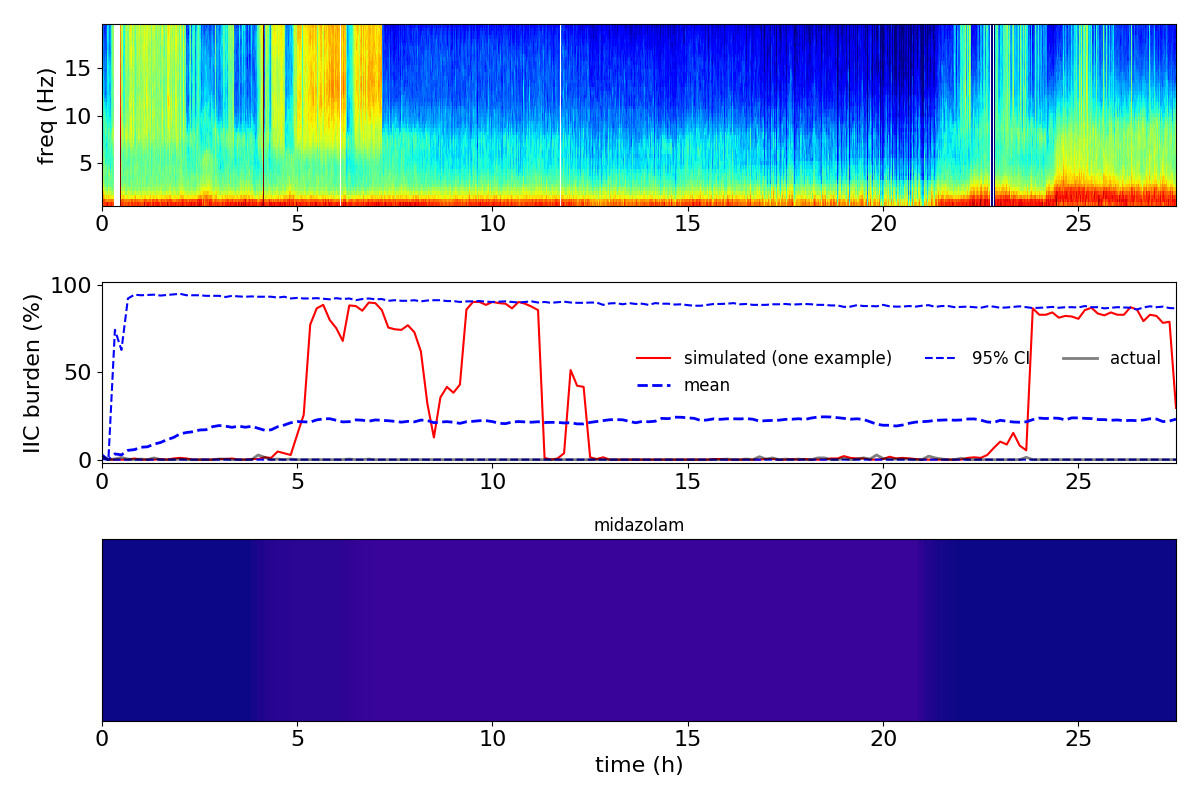 freq (Hz)
15
10
5
0 5 10 15 20 25
IIC burden (%)
100
50
0
simulated (one example) 95% CI actual
mean
0 5 10 15 20 25
midazolam
0 5 10 15 20 25
time (h)